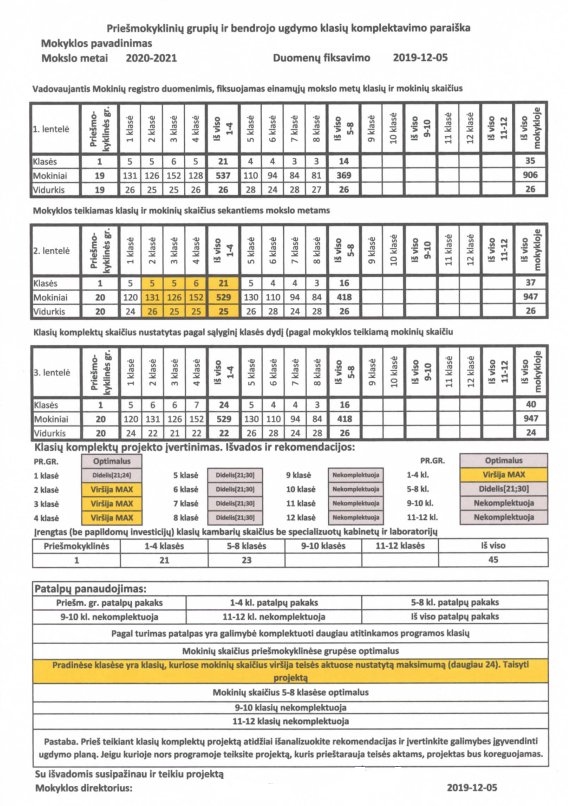 Priešmokyklinių grupių ir bendrojo ugdymo klasių komplektavimo paraiška
Mokyklos pavadinimas
Mokslo metai 2020-2021 Duomenų fiksavimo 2019-12-05
Vadovaujantis Mokinių registro duomenimis, fiksuojamas einamųjų mokslo metų klasių ir mokinių skaičius
1. lentelė Priešmo-kyklinės gr. 1 klasė 2 klasė 3 klasė 4 klasė Iš viso 1-4 5 klasė 6 klasė 7 klasė 8 klasė Iš viso 5-8 9 klasė 10 klasė Iš viso 9-10 11 klasė 12 klasė Iš viso 11-12 Iš viso mokykloje
Klasės 1 5 5 6 5 21 4 4 3 3 14 35
Mokiniai 19 131 126 152 128 537 110 94 84 81 369 906
Vidurkis 19 26 25 25 26 26 28 24 28 27 26 26
Mokyklos teikiamas klasių ir mokinių skaičius sekantiems mokslo metams
2. lentelė Priešmo-kyklinės gr. 1 klasė 2 klasė 3 klasė 4 klasė Iš viso 1-4 5 klasė 6 klasė 7 klasė 8 klasė Iš viso 5-8 9 klasė 10 klasė Iš viso 9-10 11 klasė 12 klasė Iš viso 11-12 Iš viso mokykloje
Klasės 1 5 5 5 6 21 5 4 4 3 16 37
Mokiniai 20 120 131 126 152 529 130 110 94 84 418 947
Vidurkis 20 24 26 25 25 25 26 28 24 28 26 26
Klasių komplektų skaičius nustatytas pagal sąlyginį klasės dydį (pagal mokyklos teikiamą mokinių skaičiu
3. lentelė Priešmo-kyklinės gr. 1 klasė 2 klasė 3 klasė 4 klasė Iš viso 1-4 5 klasė 6 klasė 7 klasė 8 klasė Iš viso 5-8 9 klasė 10 klasė Iš viso 9-10 11 klasė 12 klasė Iš viso 11-12 Iš viso mokykloje
Klasės 1 5 6 6 7 24 5 4 4 3 16 40
Mokiniai 20 120 131 126 152 529 130 110 94 84 418 947
Vidurkis 20 24 22 21 22 22 26 28 24 28 26 24
Klasių komplektų projekto įvertinimas. Išvados ir rekomendacijos:
PR.GR. Optimalus PR.GR. Optimalus
1 klasė Didelis[21;24] 5 klasė Didelis[21;30] 9 klasė Nekomplektuoja 1-4 kl. Viršija MAX
2 klasė Viršija MAX 6 klasė Didelis[21;30] 10 klasė Nekomplektuoja 5-8 kl. Didelis[21;30]
3 klasė Viršija MAX 7 klasė Didelis[21;30] 11 klasė Nekomplektuoja 9-10 kl. Nekomplektuoja
4 klasė Viršija MAX 8 klasė Didelis[21;30] 12 klasė Nekomplektuoja 11-12 kl. Nekomplektuoja
Įrengtas (be papildomų investicijų) klasių kambarių skaičius be specializuotų kabinetų ir laboratorijų
Priešmokyklinės 1-4 klasės 5-8 klasės 9-10 klasės 11-12 klasės Iš viso
1 21 23 45
Patalpų panaudojimas:
Priešm. gr. patalpų pakaks 1-4 kl. patalpų pakaks 5-8 kl. patalpų pakaks
9-10 kl. nekomplektuoja 11-12 kl. nekomplektuoja Iš viso patalpų pakaks
Pagal turimas patalpas yra galimybė komplektuoti daugiau atitinkamos programos klasių
Mokinių skaičius priešmokyklinėse grupėse optimalus
Pradinėse klasėse yra klasių, kuriose mokinių skaičius viršija teisės aktuose nustatytą maksimumą (daugiau 24). Taisyti
projektą
Mokinių skaičius 5-8 klasėse optimalus
9-10 klasių nekomplektuoja
11-12 klasių nekomplektuoja
Pastaba. Prieš teikiant klasių komplektų projektą atidžiai išanalizuokite rekomendacijas ir įvertinkite galimybes įgyvendinti
ugdymo planą. Jeigu kurioje nors programoje teiksite projektą, kuris prieštarauja teisės aktams, projektas bus koreguojamas.
Su išvadomis susipažinau ir teikiu projektą
Mokyklos direktorius: 2019-12-05